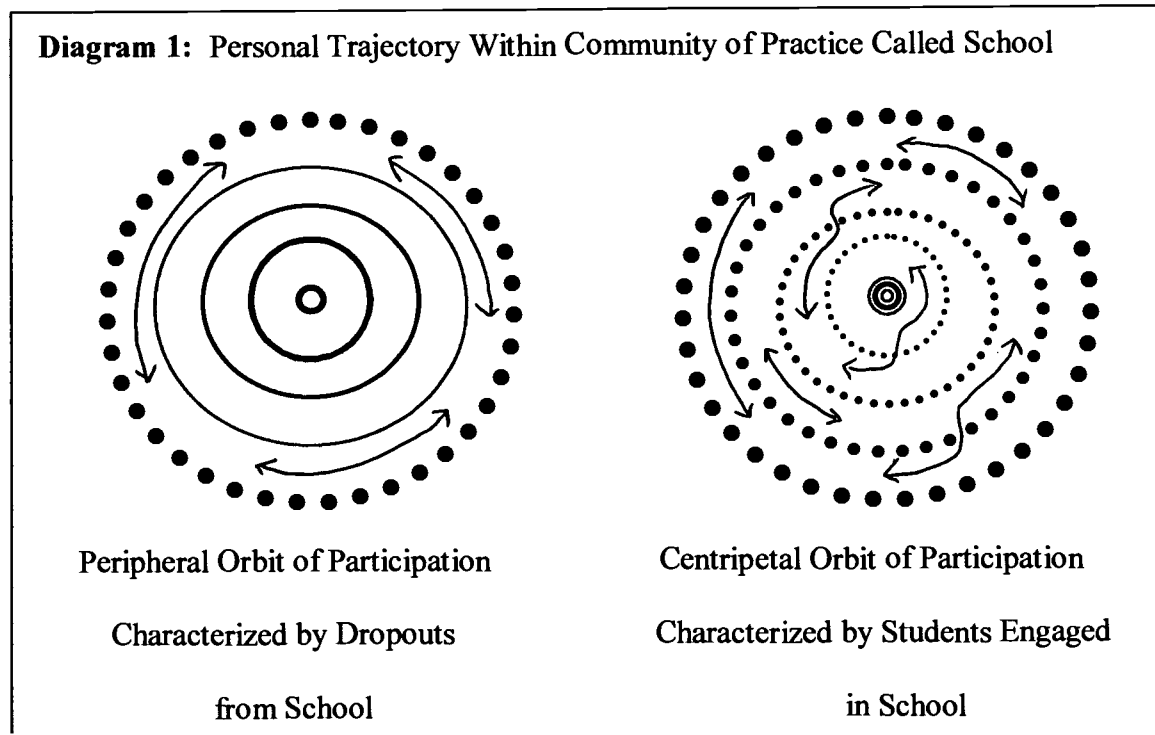 Diagram 1: Personal Trajectory Within Community of Practice Called School
Peripheral Orbit of Participation
Characterized by Dropouts
from School
Centripetal Orbit of Participation
Characterized by Students Engaged
in School